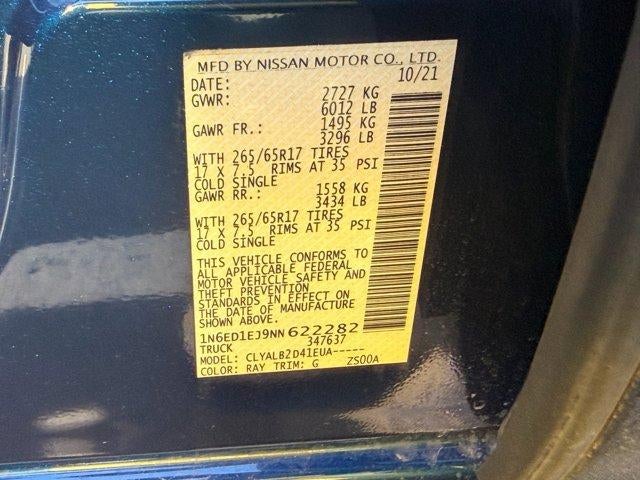 MFD BY NISSAN MOTOR CO., LTD.
DATE: 10/21
GVWR: 2727 KG
6012 LB
GAWR FR.: 1495 KG
3296 LB
WITH 265/65R17 TIRES
17 X 7.5 RIMS AT 35 PSI
COLD SINGLE
GAWR RR.: 1558 KG
3434 LB
WITH 265/65R17 TIRES
17 X 7.5 RIMS AT 35 PSI
COLD SINGLE
THIS VEHICLE CONFORMS TO
ALL APPLICABLE FEDERAL
MOTOR VEHICLE SAFETY AND
THEFT PREVENTION
STANDARDS IN EFFECT ON
THE DATE OF MANUFACTURE
SHOWN ABOVE.
1N6ED1EJ9NN622282
TRUCK 347637
MODEL: CLYALB2D41EUA-----
COLOR: RAY TRIM: G ZS00A